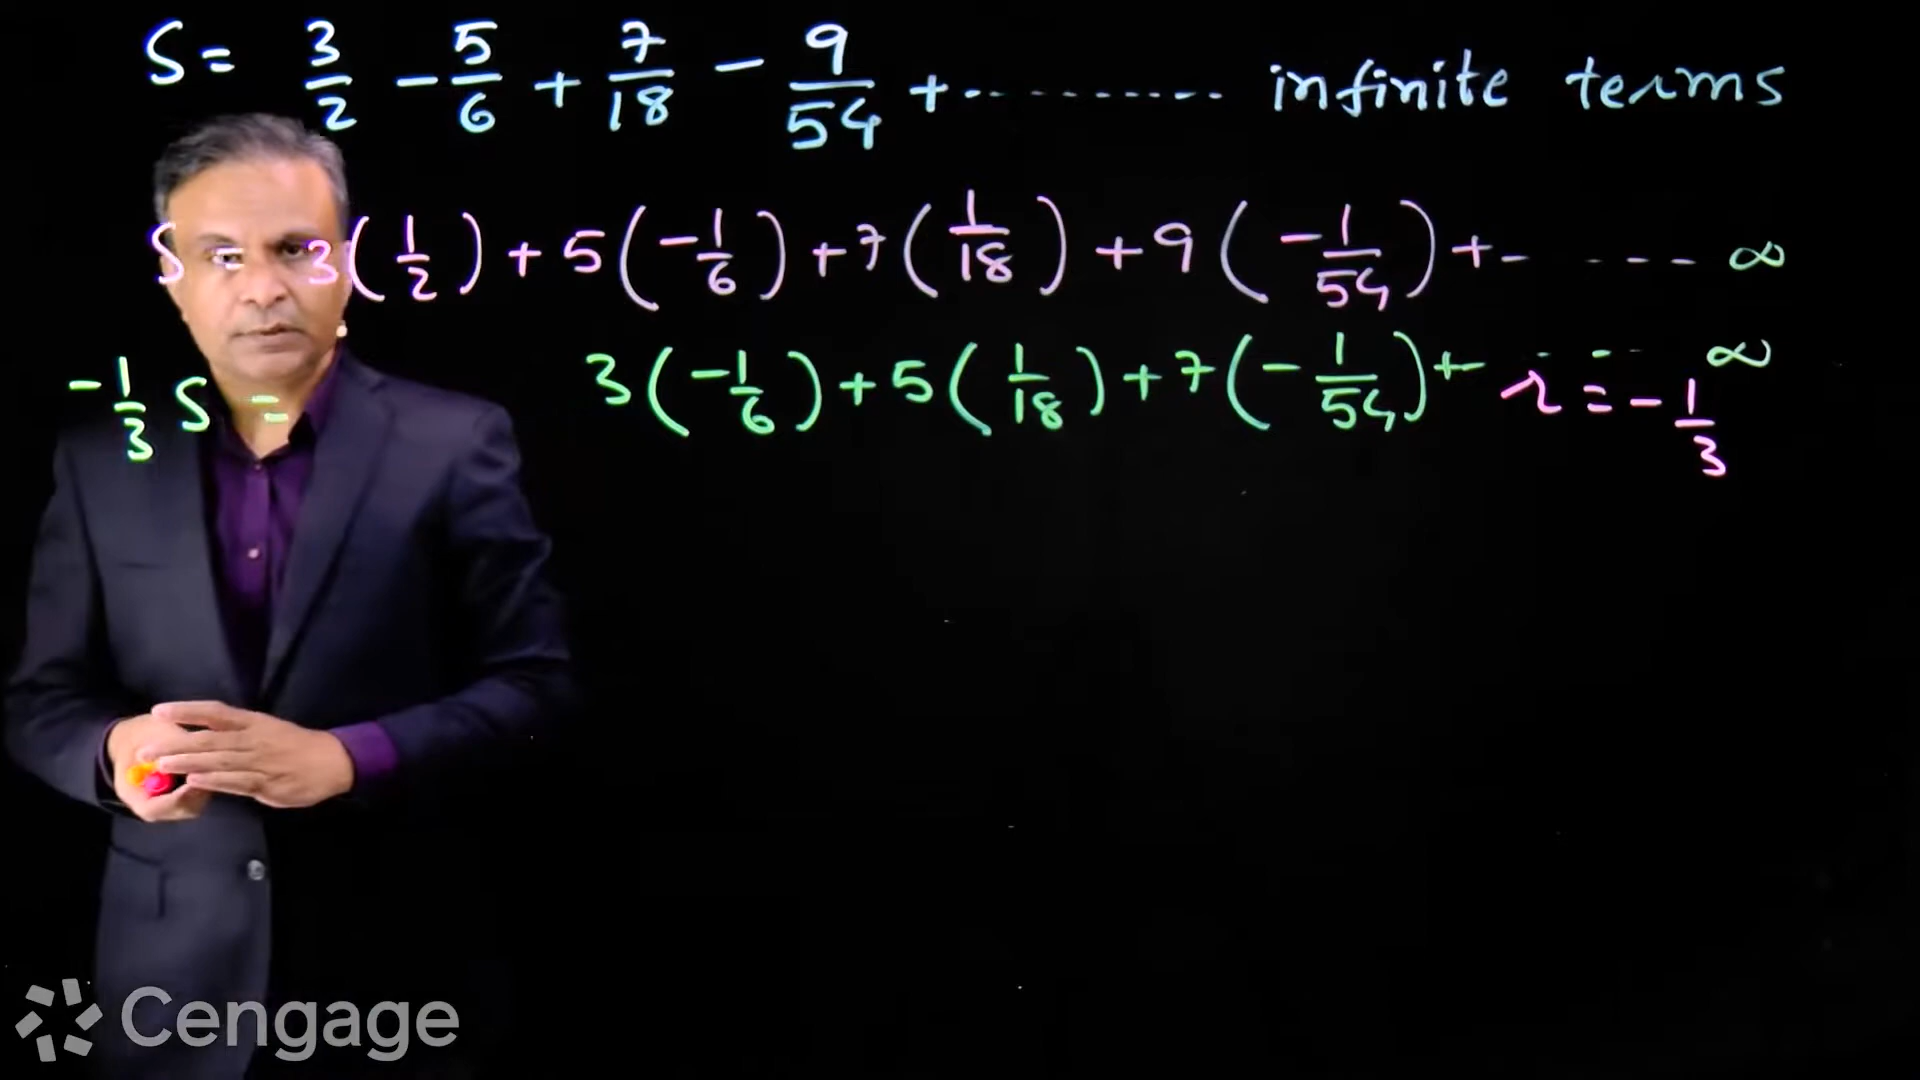 S = 3/2 - 5/6 + 7/18 - 9/54 + ......... infinite terms
S = 3(1/2) + 5(-1/6) + 7(1/18) + 9(-1/54) + - ---- ∞
-1/3 S = 3(-1/6) + 5(1/18) + 7(-1/54) + ---- ∞
r = -1/3
Cengage